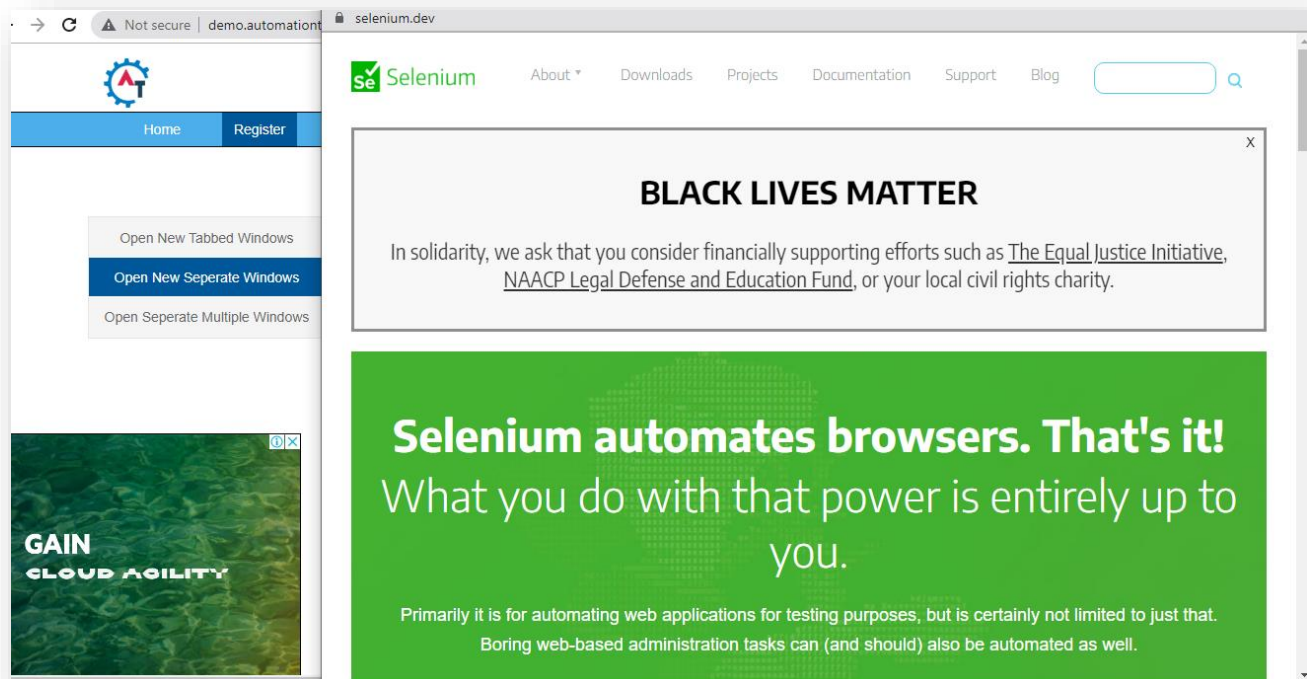 Not secure | demo.automationt
selenium.dev
AT
Home Register
Open New Tabbed Windows
Open New Seperate Windows
Open Seperate Multiple Windows
GAIN
CLOUD AGILITY
Se Selenium About Downloads Projects Documentation Support Blog
X
BLACK LIVES MATTER
In solidarity, we ask that you consider financially supporting efforts such as The Equal Justice Initiative,
NAACP Legal Defense and Education Fund, or your local civil rights charity.
Selenium automates browsers. That's it!
What you do with that power is entirely up to
you.
Primarily it is for automating web applications for testing purposes, but is certainly not limited to just that.
Boring web-based administration tasks can (and should) also be automated as well.